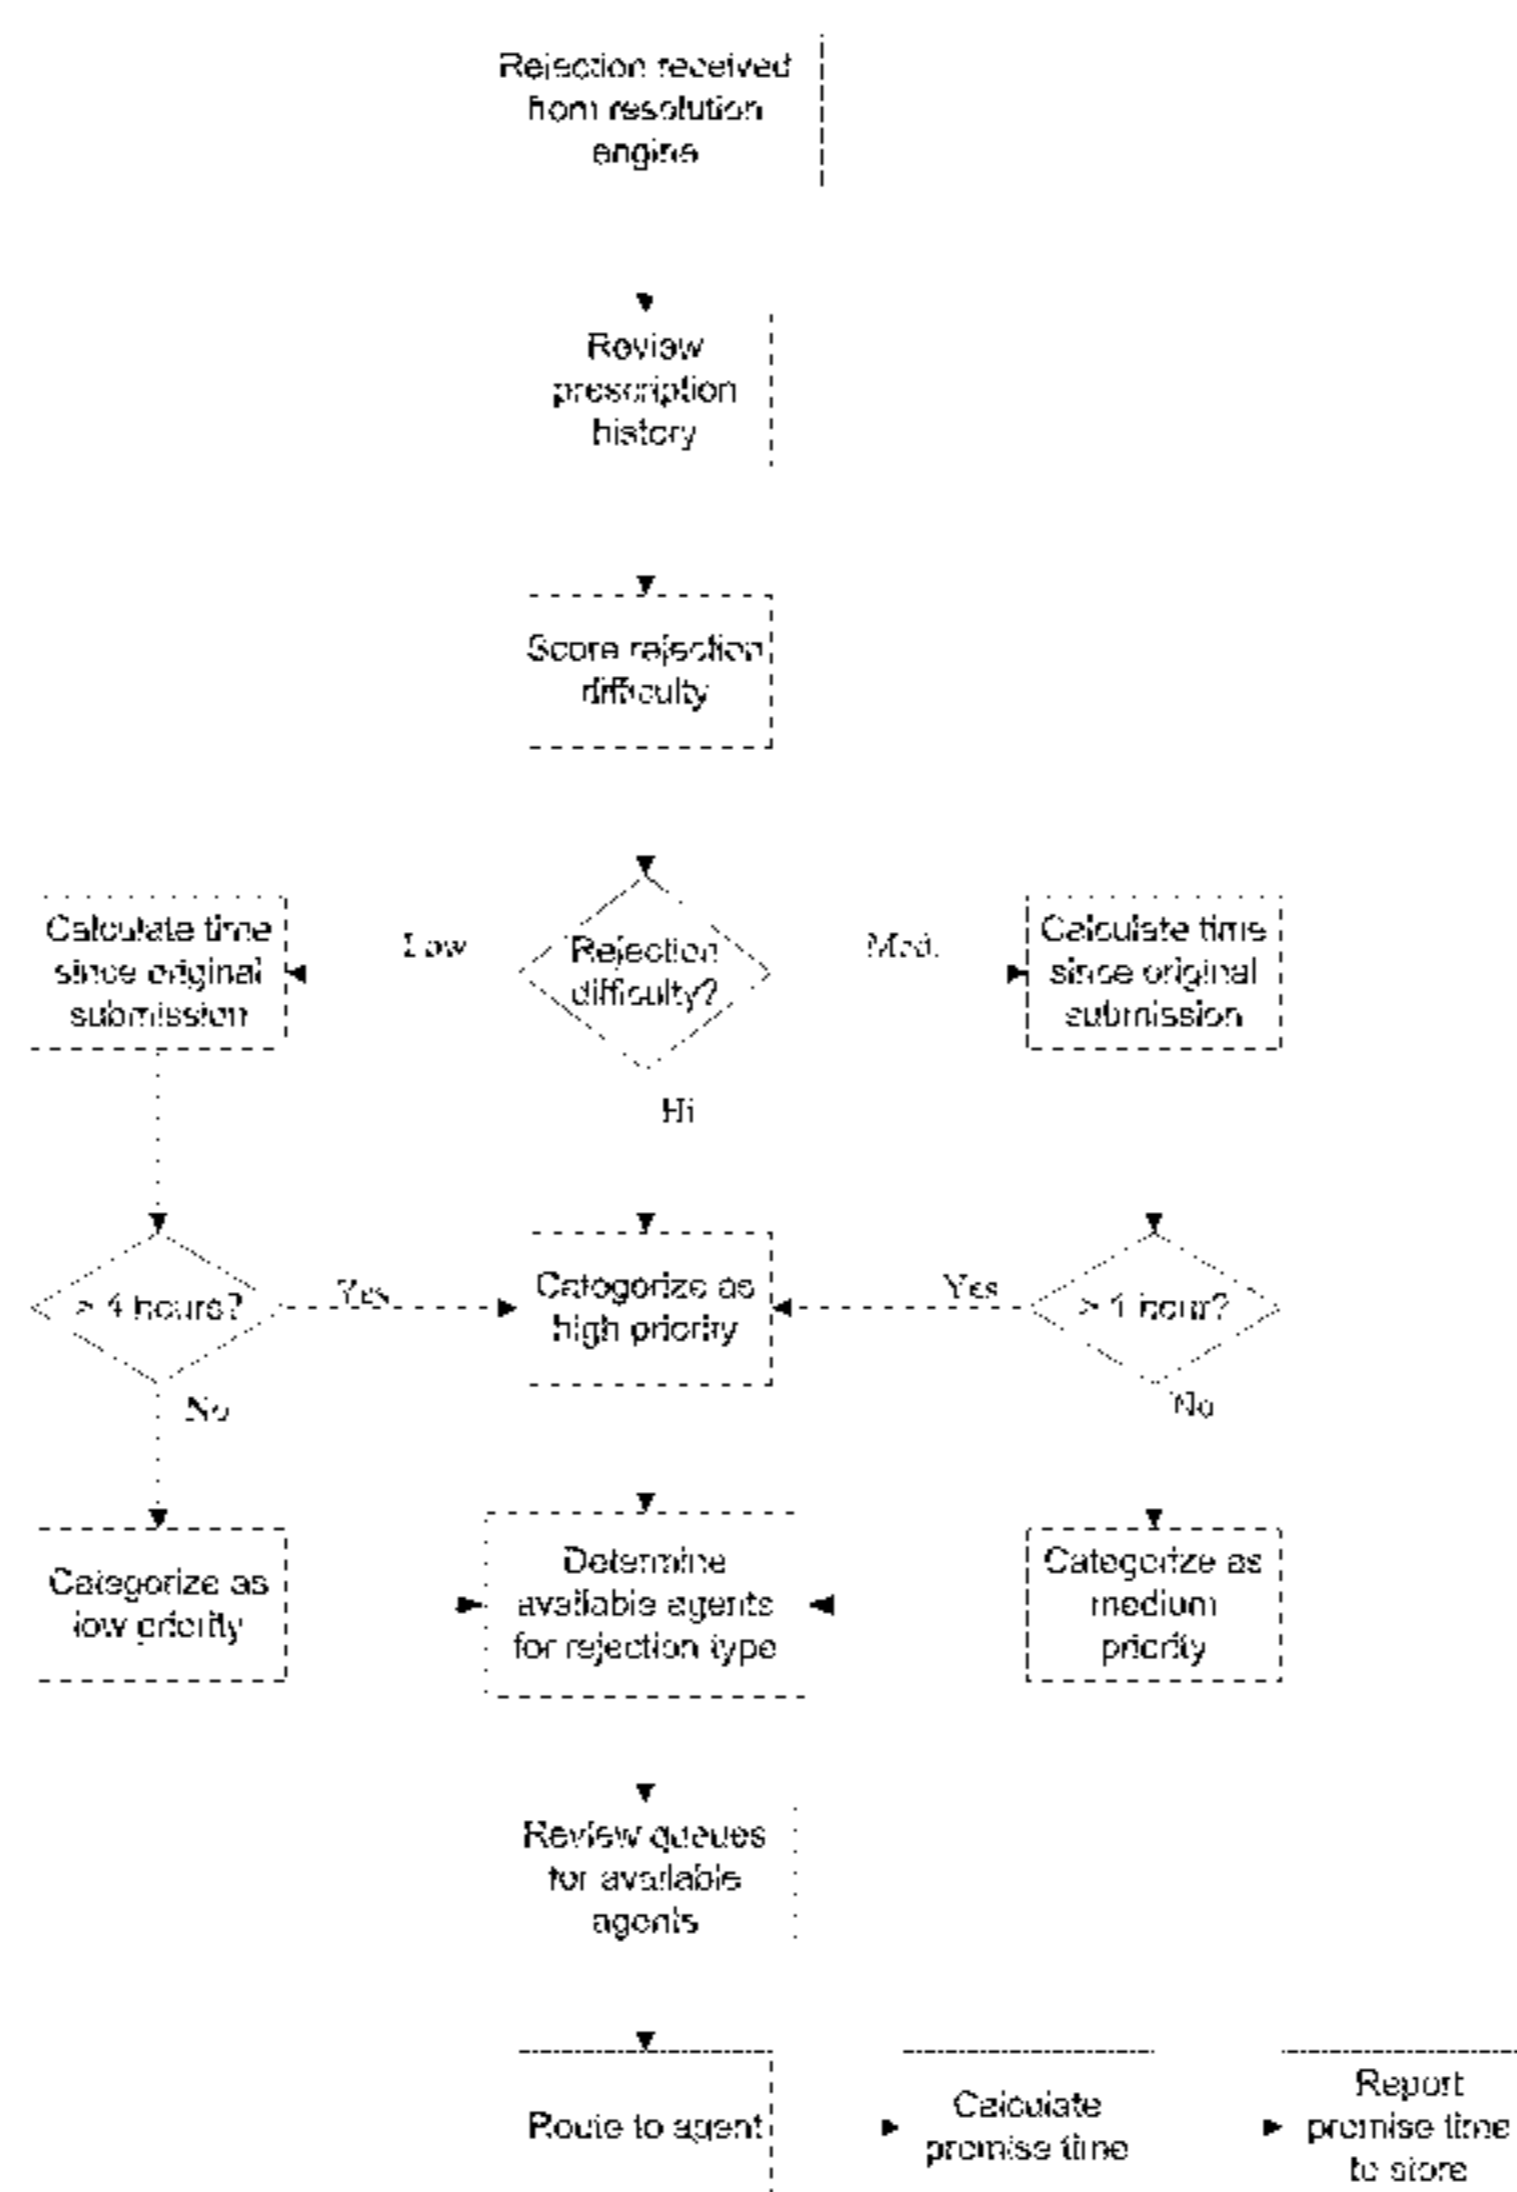 Rejection received
from resolution
engine
Review
prescription
history
Score rejection
difficulty
Calculate time
since original
submission
Low
Rejection
difficulty?
Med.
Calculate time
since original
submission
Hi
> 4 hours?
Yes
Categorize as
high priority
Yes
> 1 hour?
No
No
Categorize as
low priority
Determine
available agents
for rejection type
Categorize as
medium
priority
Review queues
for available
agents
Route to agent
Calculate
promise time
Report
promise time
to store